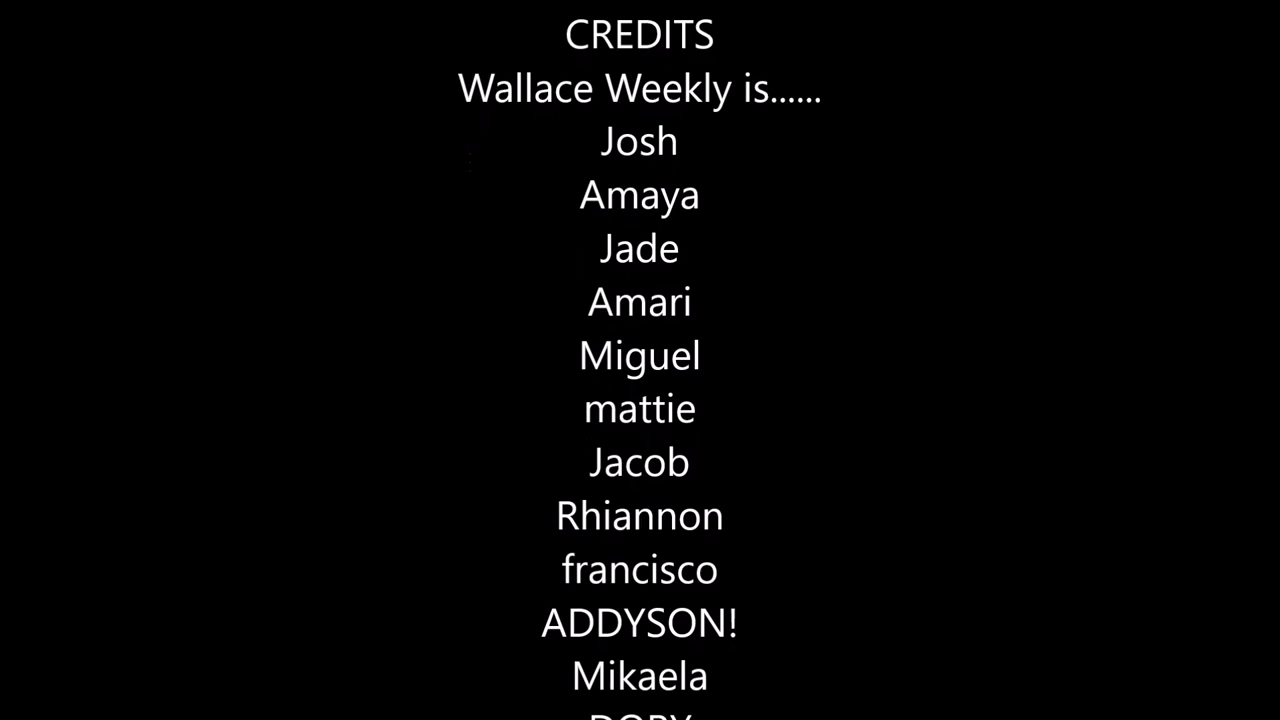 CREDITS
Wallace Weekly is......
Josh
Amaya
Jade
Amari
Miguel
mattie
Jacob
Rhiannon
francisco
ADDYSON!
Mikaela